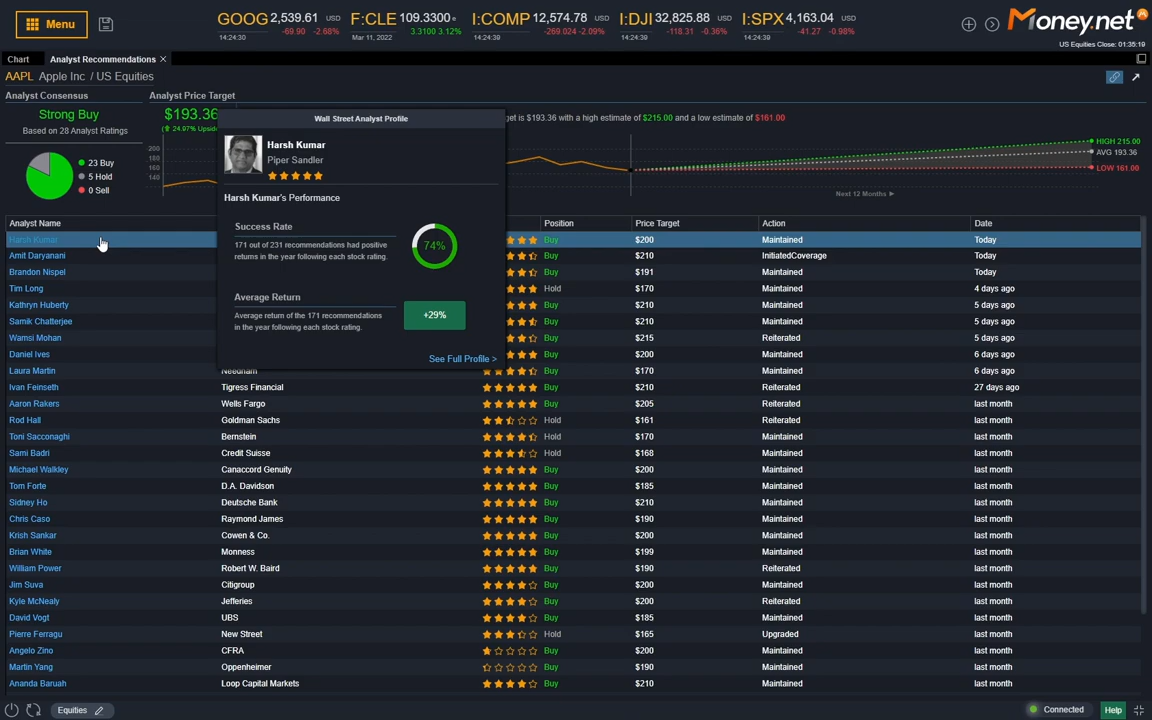 Menu
GOOG 2,539.61 USD
14:24:30 -69.90 -2.68%
F:CLE 109.3300 e
Mar 11, 2022 3.3100 3.12%
I:COMP 12,574.78 USD
14:24:39 -269.024 -2.09%
I:DJI 32,825.88 USD
14:24:39 -118.31 -0.36%
I:SPX 4,163.04 USD
14:24:39 -41.27 -0.98%
Money.net
US Equities Close: 01:35:19
Chart Analyst Recommendations
AAPL Apple Inc / US Equities
Analyst Consensus Analyst Price Target
Strong Buy
Based on 28 Analyst Ratings
23 Buy
5 Hold
0 Sell
$193.36
24.97% Upside
get is $193.36 with a high estimate of $215.00 and a low estimate of $161.00
200
180
160
140
HIGH 215.00
AVG 193.36
LOW 161.00
Next 12 Months
Wall Street Analyst Profile
Harsh Kumar
Piper Sandler
Harsh Kumar's Performance
Success Rate
171 out of 231 recommendations had positive
returns in the year following each stock rating.
74%
Average Return
Average return of the 171 recommendations
in the year following each stock rating.
+29%
See Full Profile >
Analyst Name Position Price Target Action Date
Harsh Kumar Buy $200 Maintained Today
Amit Daryanani Buy $210 InitiatedCoverage Today
Brandon Nispel Buy $191 Maintained Today
Tim Long Hold $170 Maintained 4 days ago
Kathryn Huberty Buy $210 Maintained 5 days ago
Samik Chatterjee Buy $210 Maintained 5 days ago
Wamsi Mohan Buy $215 Reiterated 5 days ago
Daniel Ives Buy $200 Maintained 6 days ago
Laura Martin Needham Buy $170 Maintained 6 days ago
Ivan Feinseth Tigress Financial Buy $210 Reiterated 27 days ago
Aaron Rakers Wells Fargo Buy $205 Reiterated last month
Rod Hall Goldman Sachs Hold $161 Reiterated last month
Toni Sacconaghi Bernstein Hold $170 Maintained last month
Sami Badri Credit Suisse Hold $168 Maintained last month
Michael Walkley Canaccord Genuity Buy $200 Maintained last month
Tom Forte D.A. Davidson Buy $185 Maintained last month
Sidney Ho Deutsche Bank Buy $210 Maintained last month
Chris Caso Raymond James Buy $190 Maintained last month
Krish Sankar Cowen & Co. Buy $200 Maintained last month
Brian White Monness Buy $199 Maintained last month
William Power Robert W. Baird Buy $190 Reiterated last month
Jim Suva Citigroup Buy $200 Maintained last month
Kyle McNealy Jefferies Buy $200 Reiterated last month
David Vogt UBS Buy $185 Maintained last month
Pierre Ferragu New Street Hold $165 Upgraded last month
Angelo Zino CFRA Buy $200 Maintained last month
Martin Yang Oppenheimer Buy $190 Maintained last month
Ananda Baruah Loop Capital Markets Buy $210 Maintained last month
Equities
Connected
Help